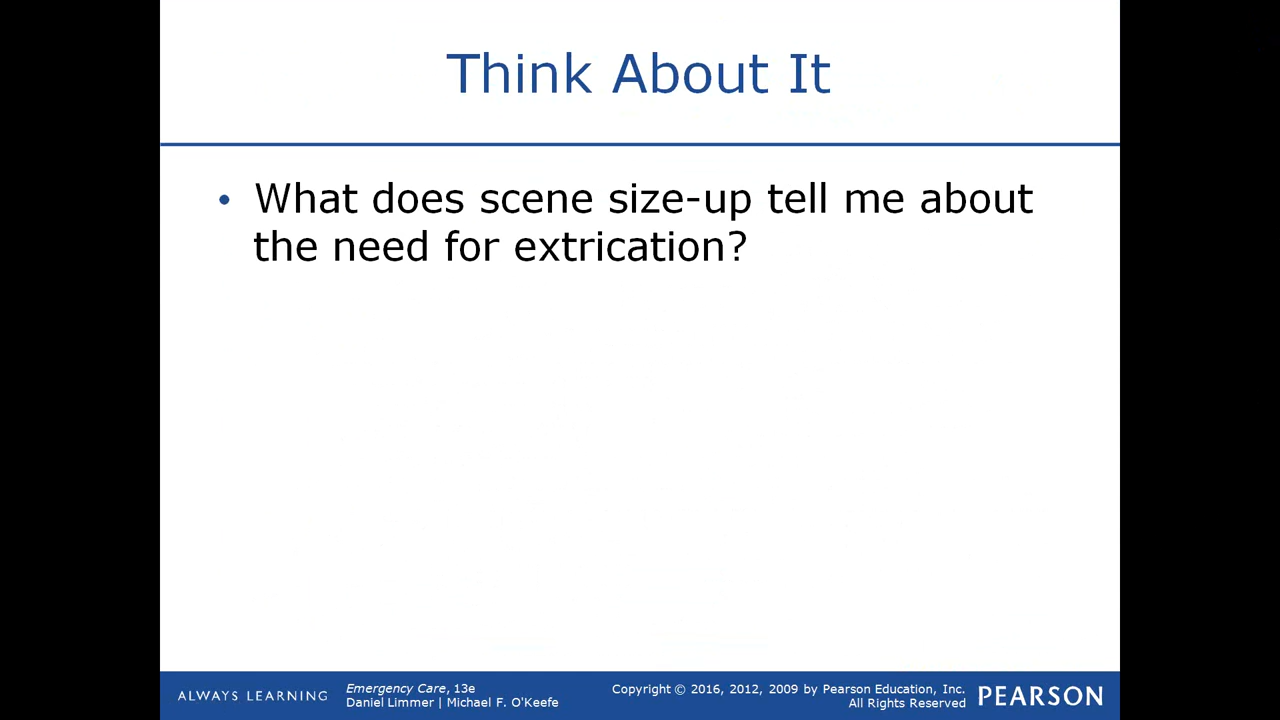 Think About It
• What does scene size-up tell me about
the need for extrication?
ALWAYS LEARNING
Emergency Care, 13e
Daniel Limmer | Michael F. O'Keefe
Copyright © 2016, 2012, 2009 by Pearson Education, Inc.
All Rights Reserved
PEARSON